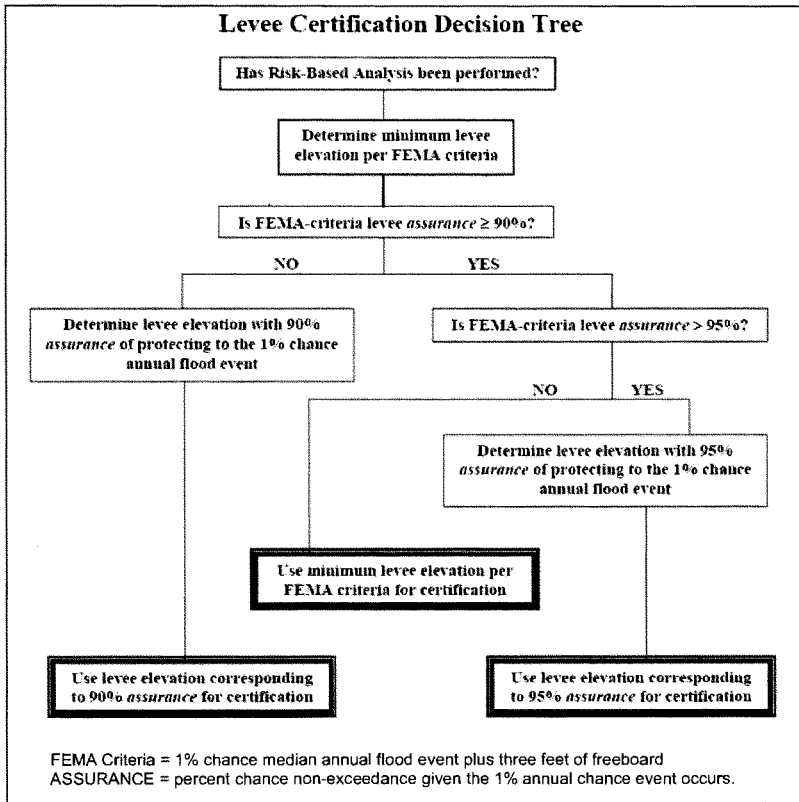 Levee Certification Decision Tree
Has Risk-Based Analysis been performed?
Determine minimum levee
elevation per FEMA criteria
Is FEMA-criteria levee assurance ≥ 90%?
NO
YES
Determine levee elevation with 90%
assurance of protecting to the 1% chance
annual flood event
Is FEMA-criteria levee assurance > 95%?
NO
YES
Determine levee elevation with 95%
assurance of protecting to the 1% chance
annual flood event
Use minimum levee elevation per
FEMA criteria for certification
Use levee elevation corresponding
to 90% assurance for certification
Use levee elevation corresponding
to 95% assurance for certification
FEMA Criteria = 1% chance median annual flood event plus three feet of freeboard
ASSURANCE = percent chance non-exceedance given the 1% annual chance event occurs.